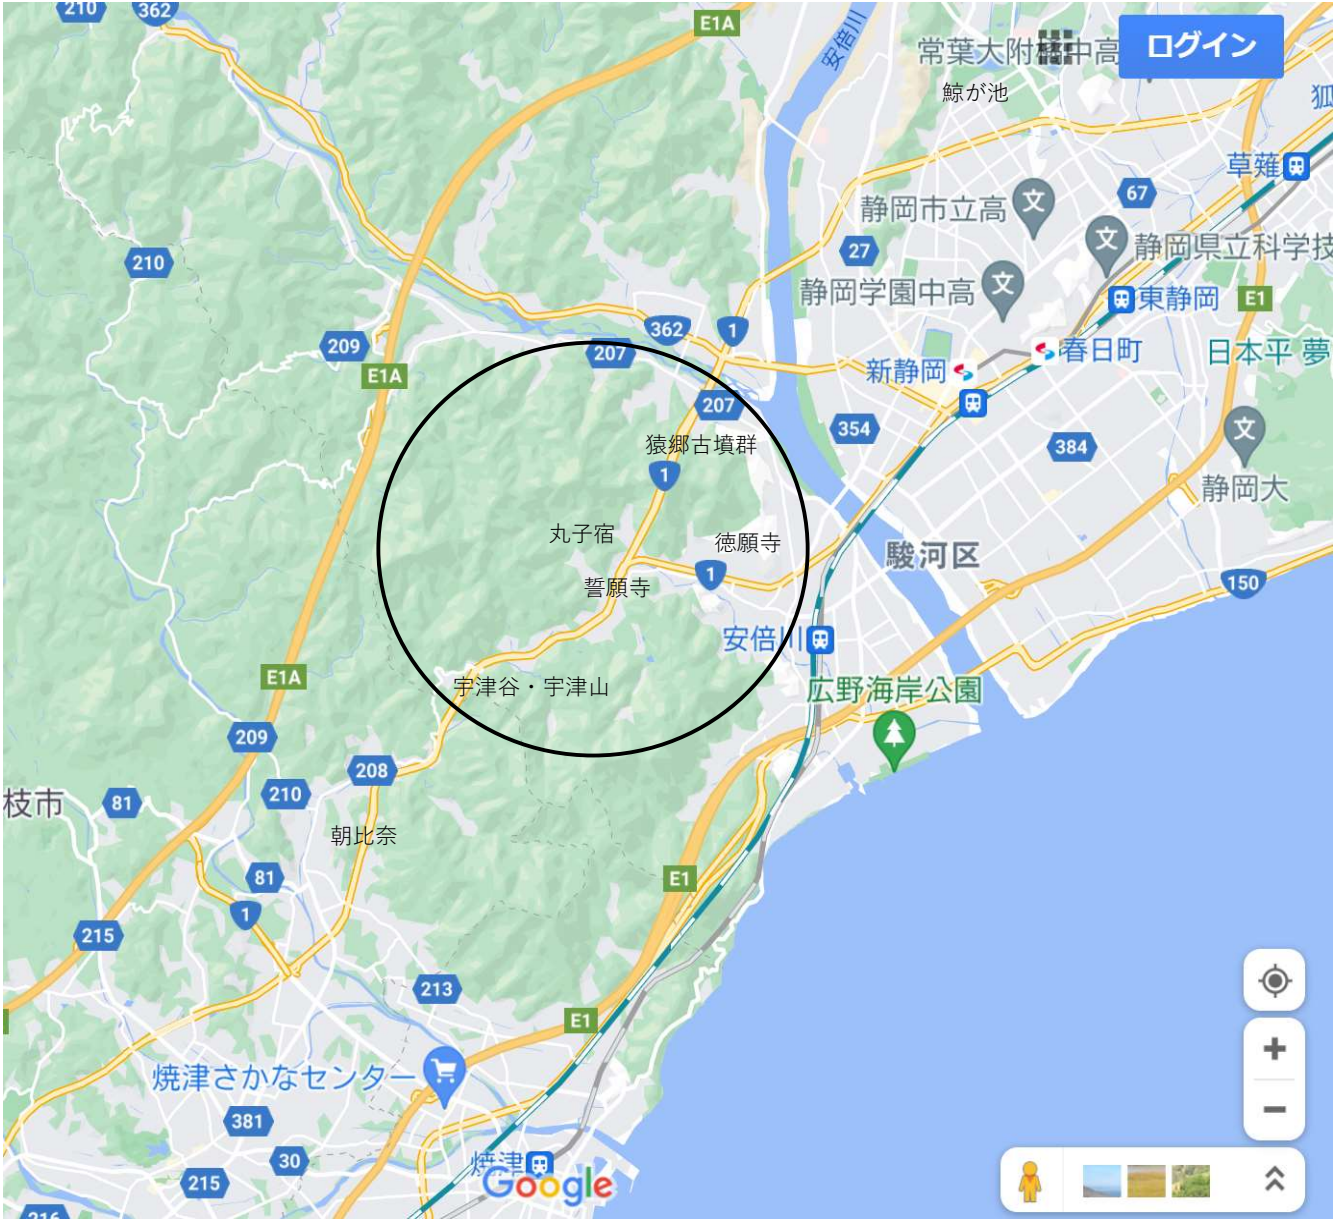 210
362
E1A
安倍川
常葉大附橘中高
ログイン
鯨が池
狐
草薙
67
静岡市立高
静岡県立科学技
210
27
静岡学園中高
東静岡
E1
209
362
1
207
春日町
日本平 夢
E1A
新静岡
207
354
384
猿郷古墳群
1
静岡大
丸子宿
徳願寺
駿河区
誓願寺
1
150
安倍川
E1A
宇津谷・宇津山
広野海岸公園
209
208
枝市
81
210
朝比奈
81
E1
1
215
213
E1
焼津さかなセンター
381
30
焼津
215
Google
216